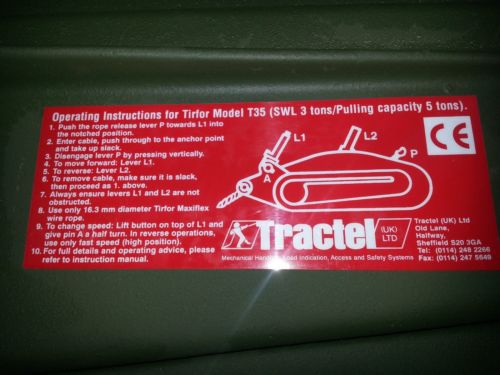 Operating Instructions for Tirfor Model T35 (SWL 3 tons/Pulling capacity 5 tons).
1. Push the rope release lever P towards L1 into
the notched position.
2. Enter cable, push through to the anchor point
and take up slack.
3. Disengage lever P by pressing vertically.
4. To move forward: Lever L1.
5. To reverse: Lever L2.
6. To remove cable, make sure it is slack,
then proceed as 1. above.
7. Always ensure levers L1 and L2 are not
obstructed.
8. Use only 16.3 mm diameter Tirfor Maxiflex
wire rope.
9. To change speed: Lift button on top of L1 and
give pin A a half turn. In reverse operations,
use only fast speed (high position).
10. For full details and operating advice, please
refer to instruction manual.
L1
L2
P
A
CE
Tractel (UK) LTD
Mechanical Handling, Load Indication, Access and Safety Systems
Tractel (UK) Ltd
Old Lane,
Halfway,
Sheffield S20 3GA
Tel: (0114) 248 2266
Fax: (0114) 247 5649